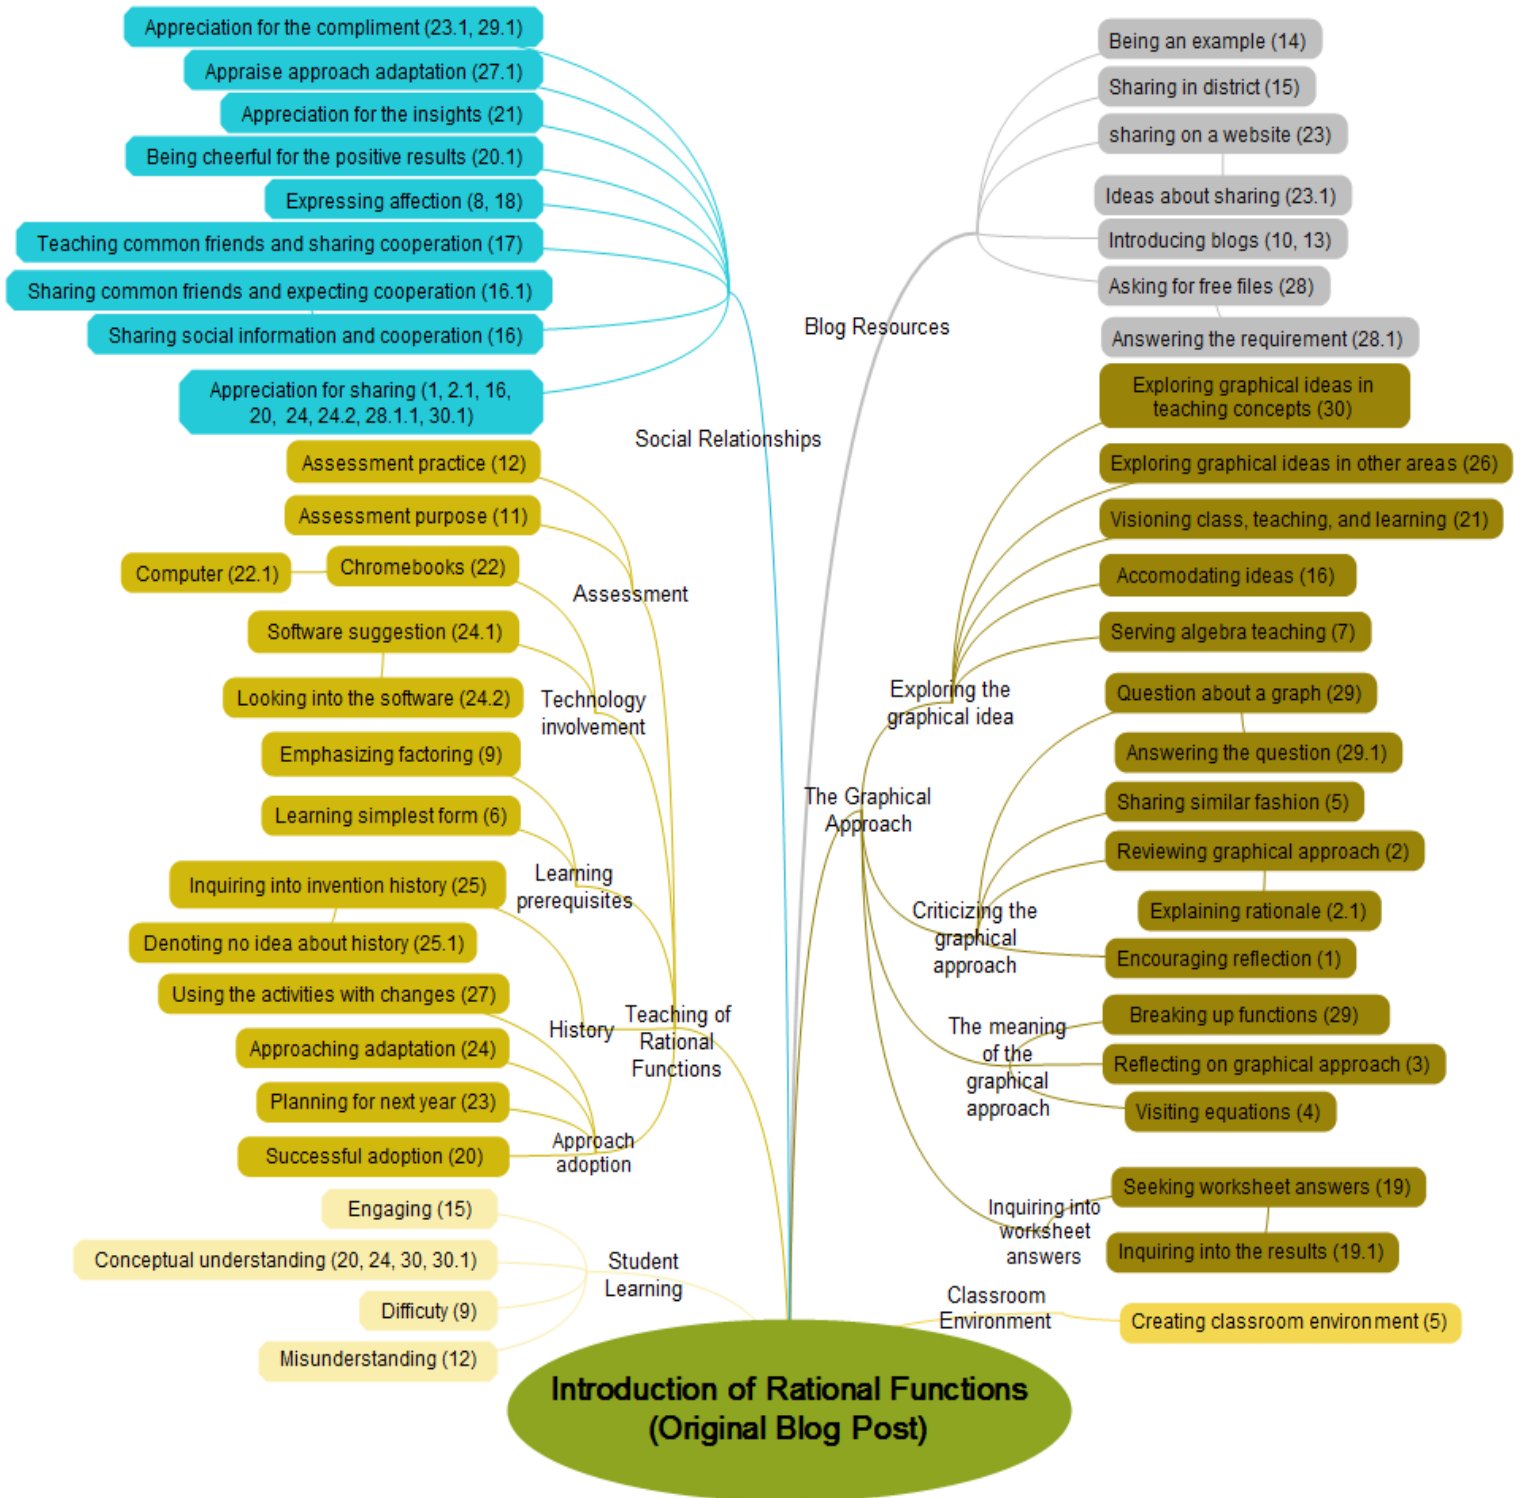 Appreciation for the compliment (23.1, 29.1)
Appraise approach adaptation (27.1)
Appreciation for the insights (21)
Being cheerful for the positive results (20.1)
Expressing affection (8, 18)
Teaching common friends and sharing cooperation (17)
Sharing common friends and expecting cooperation (16.1)
Sharing social information and cooperation (16)
Appreciation for sharing (1, 2.1, 16,
20, 24, 24.2, 28.1.1, 30.1)
Social Relationships
Assessment practice (12)
Assessment purpose (11)
Assessment
Computer (22.1)
Chromebooks (22)
Software suggestion (24.1)
Looking into the software (24.2)
Technology
involvement
Emphasizing factoring (9)
Learning simplest form (6)
Learning
prerequisites
Inquiring into invention history (25)
Denoting no idea about history (25.1)
History
Using the activities with changes (27)
Approaching adaptation (24)
Planning for next year (23)
Successful adoption (20)
Approach
adoption
Teaching of
Rational
Functions
Engaging (15)
Conceptual understanding (20, 24, 30, 30.1)
Difficuty (9)
Misunderstanding (12)
Student
Learning
Being an example (14)
Sharing in district (15)
sharing on a website (23)
Ideas about sharing (23.1)
Introducing blogs (10, 13)
Asking for free files (28)
Answering the requirement (28.1)
Blog Resources
Exploring graphical ideas in
teaching concepts (30)
Exploring graphical ideas in other areas (26)
Visioning class, teaching, and learning (21)
Accomodating ideas (16)
Serving algebra teaching (7)
Exploring the
graphical idea
Question about a graph (29)
Answering the question (29.1)
Sharing similar fashion (5)
Reviewing graphical approach (2)
Explaining rationale (2.1)
Encouraging reflection (1)
Criticizing the
graphical
approach
The Graphical
Approach
Breaking up functions (29)
Reflecting on graphical approach (3)
Visiting equations (4)
The meaning
of the
graphical
approach
Seeking worksheet answers (19)
Inquiring into the results (19.1)
Inquiring into
worksheet
answers
Classroom
Environment
Creating classroom environment (5)
Introduction of Rational Functions
(Original Blog Post)